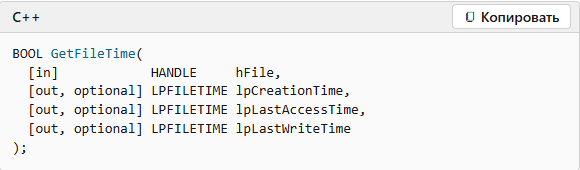 C++
Копировать
BOOL GetFileTime(
  [in]            HANDLE     hFile,
  [out, optional] LPFILETIME lpCreationTime,
  [out, optional] LPFILETIME lpLastAccessTime,
  [out, optional] LPFILETIME lpLastWriteTime
);